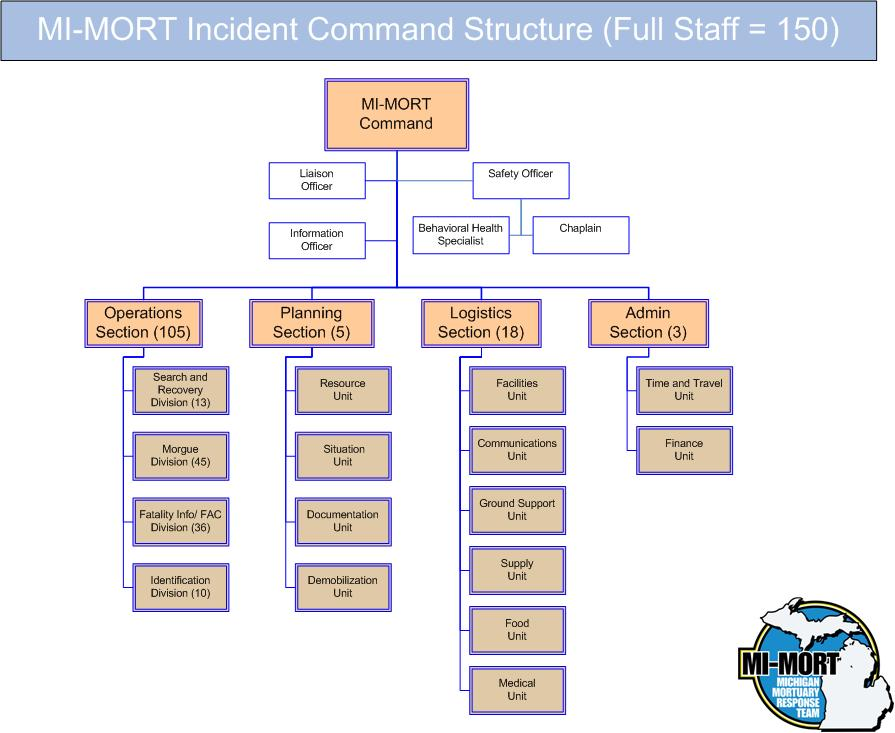 MI-MORT Incident Command Structure (Full Staff = 150)
MI-MORT
Command
Liaison
Officer
Safety Officer
Information
Officer
Behavioral Health
Specialist
Chaplain
Operations
Section (105)
Planning
Section (5)
Logistics
Section (18)
Admin
Section (3)
Search and
Recovery
Division (13)
Morgue
Division (45)
Fatality Info/ FAC
Division (36)
Identification
Division (10)
Resource
Unit
Situation
Unit
Documentation
Unit
Demobilization
Unit
Facilities
Unit
Communications
Unit
Ground Support
Unit
Supply
Unit
Food
Unit
Medical
Unit
Time and Travel
Unit
Finance
Unit
MI-MORT
MICHIGAN
MORTUARY
RESPONSE
TEAM